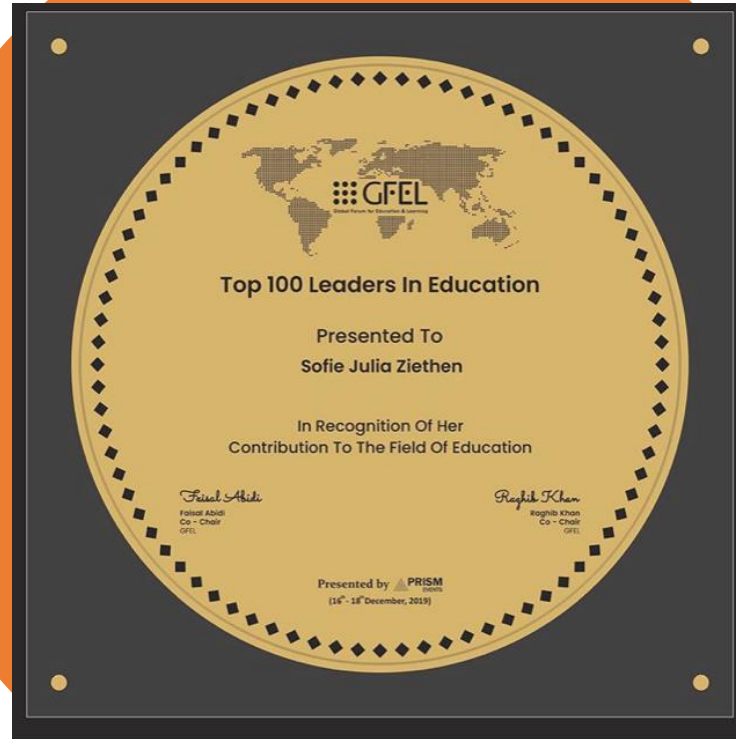 GFEL
Global Forum for Education & Learning
Top 100 Leaders In Education
Presented To
Sofie Julia Ziethen
In Recognition Of Her
Contribution To The Field Of Education
Faisal Abidi
Faisal Abidi
Co - Chair
GFEL
Raghib Khan
Raghib Khan
Co - Chair
GFEL
Presented by PRISM
EVENTS
(16th - 18th December, 2019)